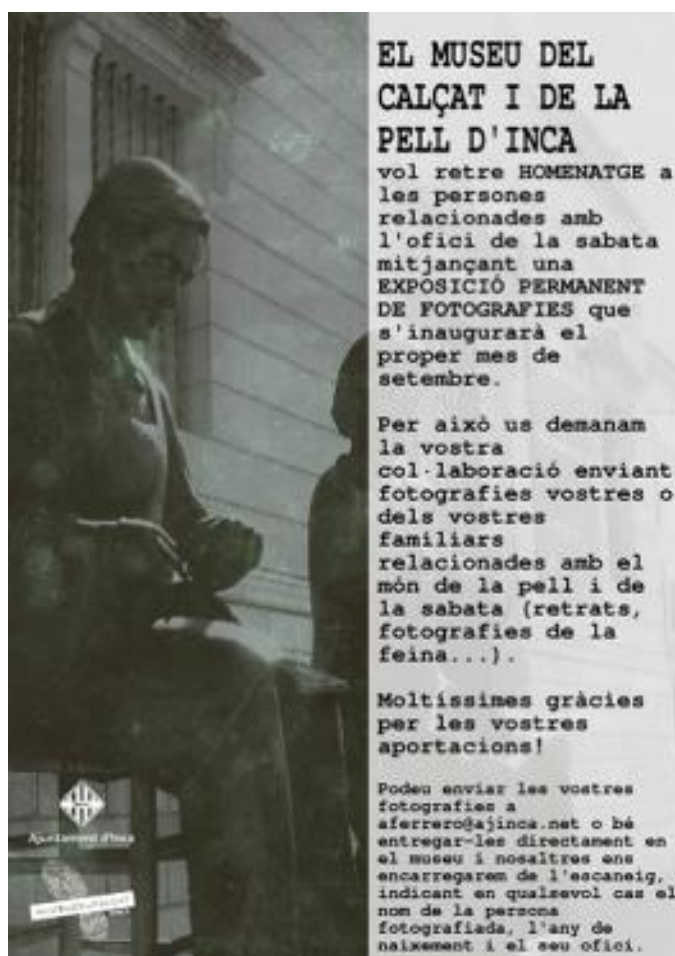 EL MUSEU DEL
CALÇAT I DE LA
PELL D'INCA
vol retre HOMENATGE a
les persones
relacionades amb
l'ofici de la sabata
mitjançant una
EXPOSICIÓ PERMANENT
DE FOTOGRAFIES que
s'inaugurarà el
proper mes de
setembre.
Per això us demanam
la vostra
col·laboració enviant
fotografies vostres o
dels vostres
familiars
relacionades amb el
món de la pell i de
la sabata (retrats,
fotografies de la
feina...).
Moltíssimes gràcies
per les vostres
aportacions!
Podeu enviar les vostres
fotografies a
aferrero@ajinca.net o bé
entregar-les directament en
el museu i nosaltres ens
encarregarem de l'escaneig,
indicant en qualsevol cas el
nom de la persona
fotografiada, l'any de
naixement i el seu ofici.
Ajuntament d'Inca